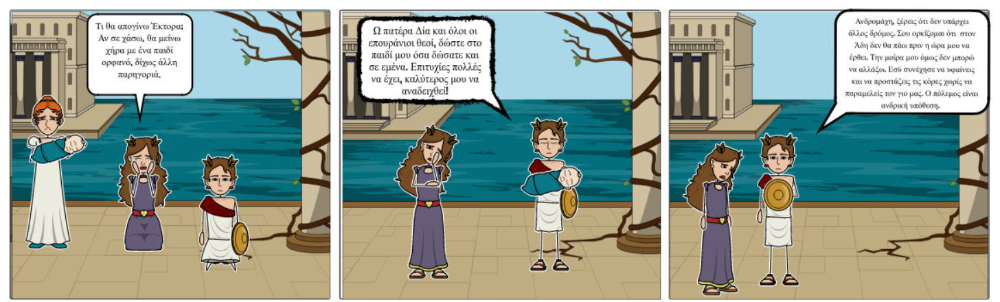 Τι θα απογίνω Έκτορα;
Αν σε χάσω, θα μείνω
χήρα με ένα παιδί
ορφανό, δίχως άλλη
παρηγοριά.
Ω πατέρα Δία και όλοι οι
επουράνιοι θεοί, δώστε στο
παιδί μου όσα δώσατε και
σε εμένα. Επιτυχίες πολλές
να έχει, καλύτερος μου να
αναδειχθεί!
Ανδρομάχη, ξέρεις ότι δεν υπάρχει
άλλος δρόμος. Σου ορκίζομαι ότι στον
Άδη δεν θα πάω πριν η ώρα μου να
έρθει. Την μοίρα μου όμως δεν μπορώ
να αλλάξω. Εσύ συνέχησε να υφαίνεις
και να προστάζεις τις κόρες χωρίς να
παραμελείς τον γιο μας. Ο πόλεμος είναι
ανδρική υπόθεση.